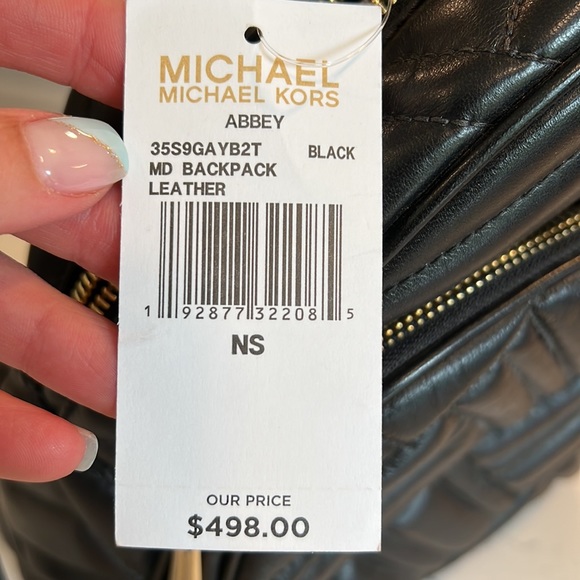 MICHAEL
MICHAEL KORS
ABBEY
35S9GAYB2T BLACK
MD BACKPACK
LEATHER
1 92877 32208 5
NS
OUR PRICE
$498.00